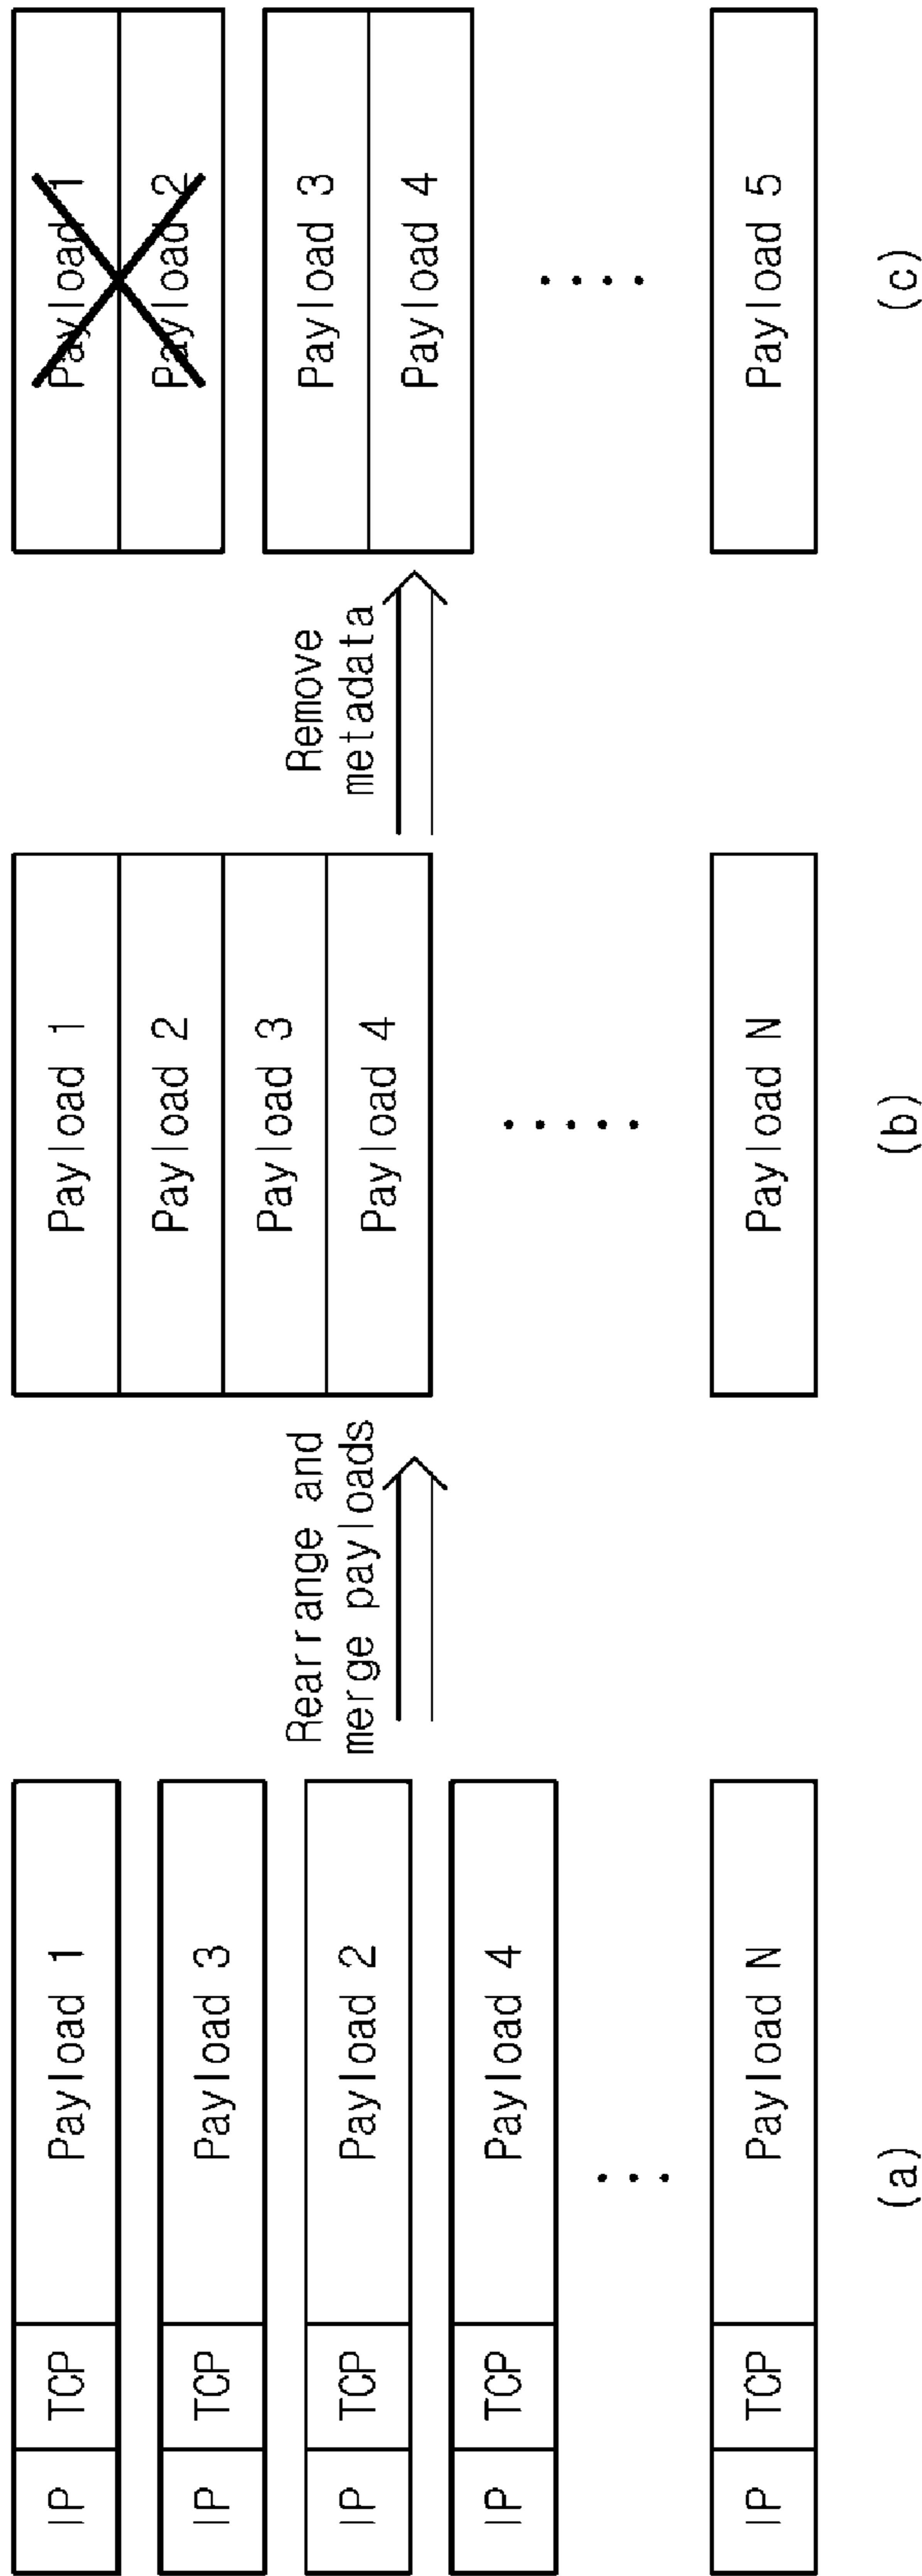 IP TCP Payload 1
IP TCP Payload 3
IP TCP Payload 2
IP TCP Payload 4
IP TCP Payload N
(a)
Rearrange and
merge payloads
Payload 1
Payload 2
Payload 3
Payload 4
Payload N
(b)
Remove
metadata
Payload 1
Payload 2
Payload 3
Payload 4
Payload 5
(c)